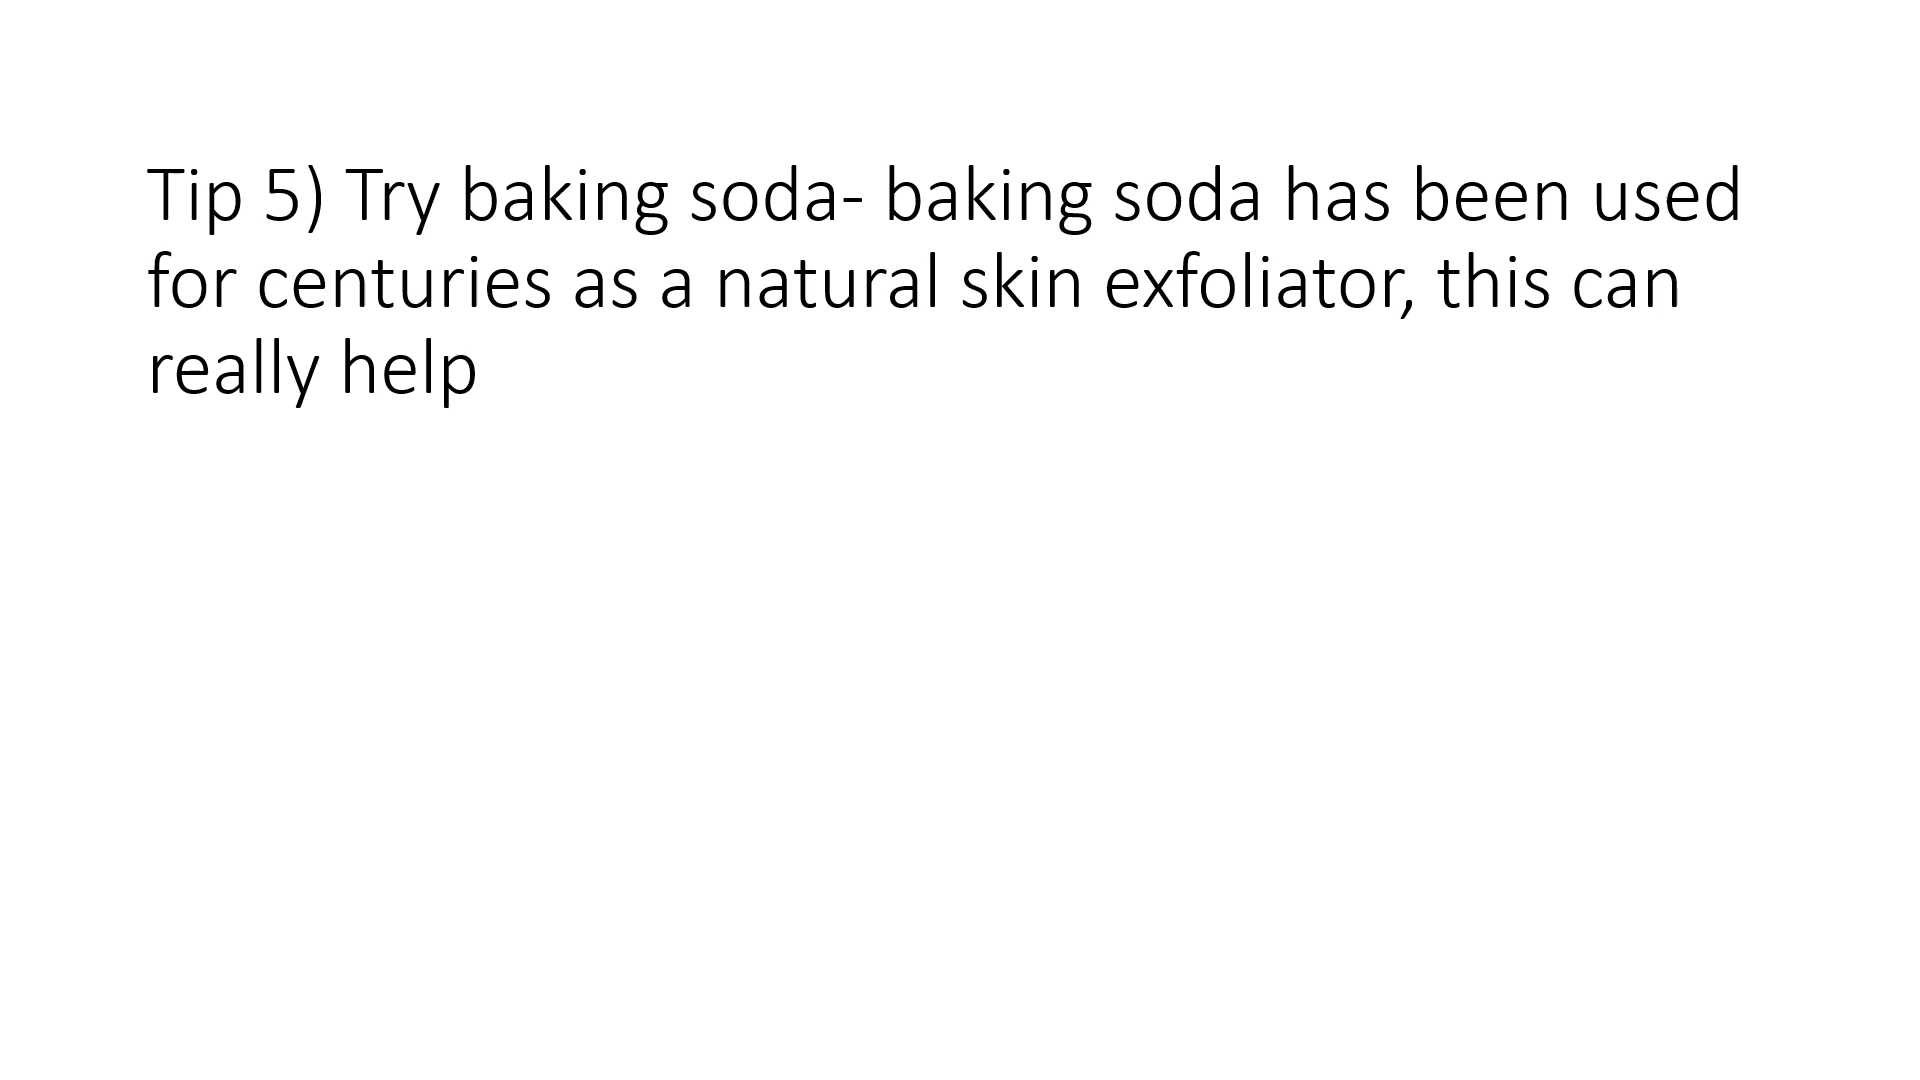 Tip 5) Try baking soda- baking soda has been used
for centuries as a natural skin exfoliator, this can
really help